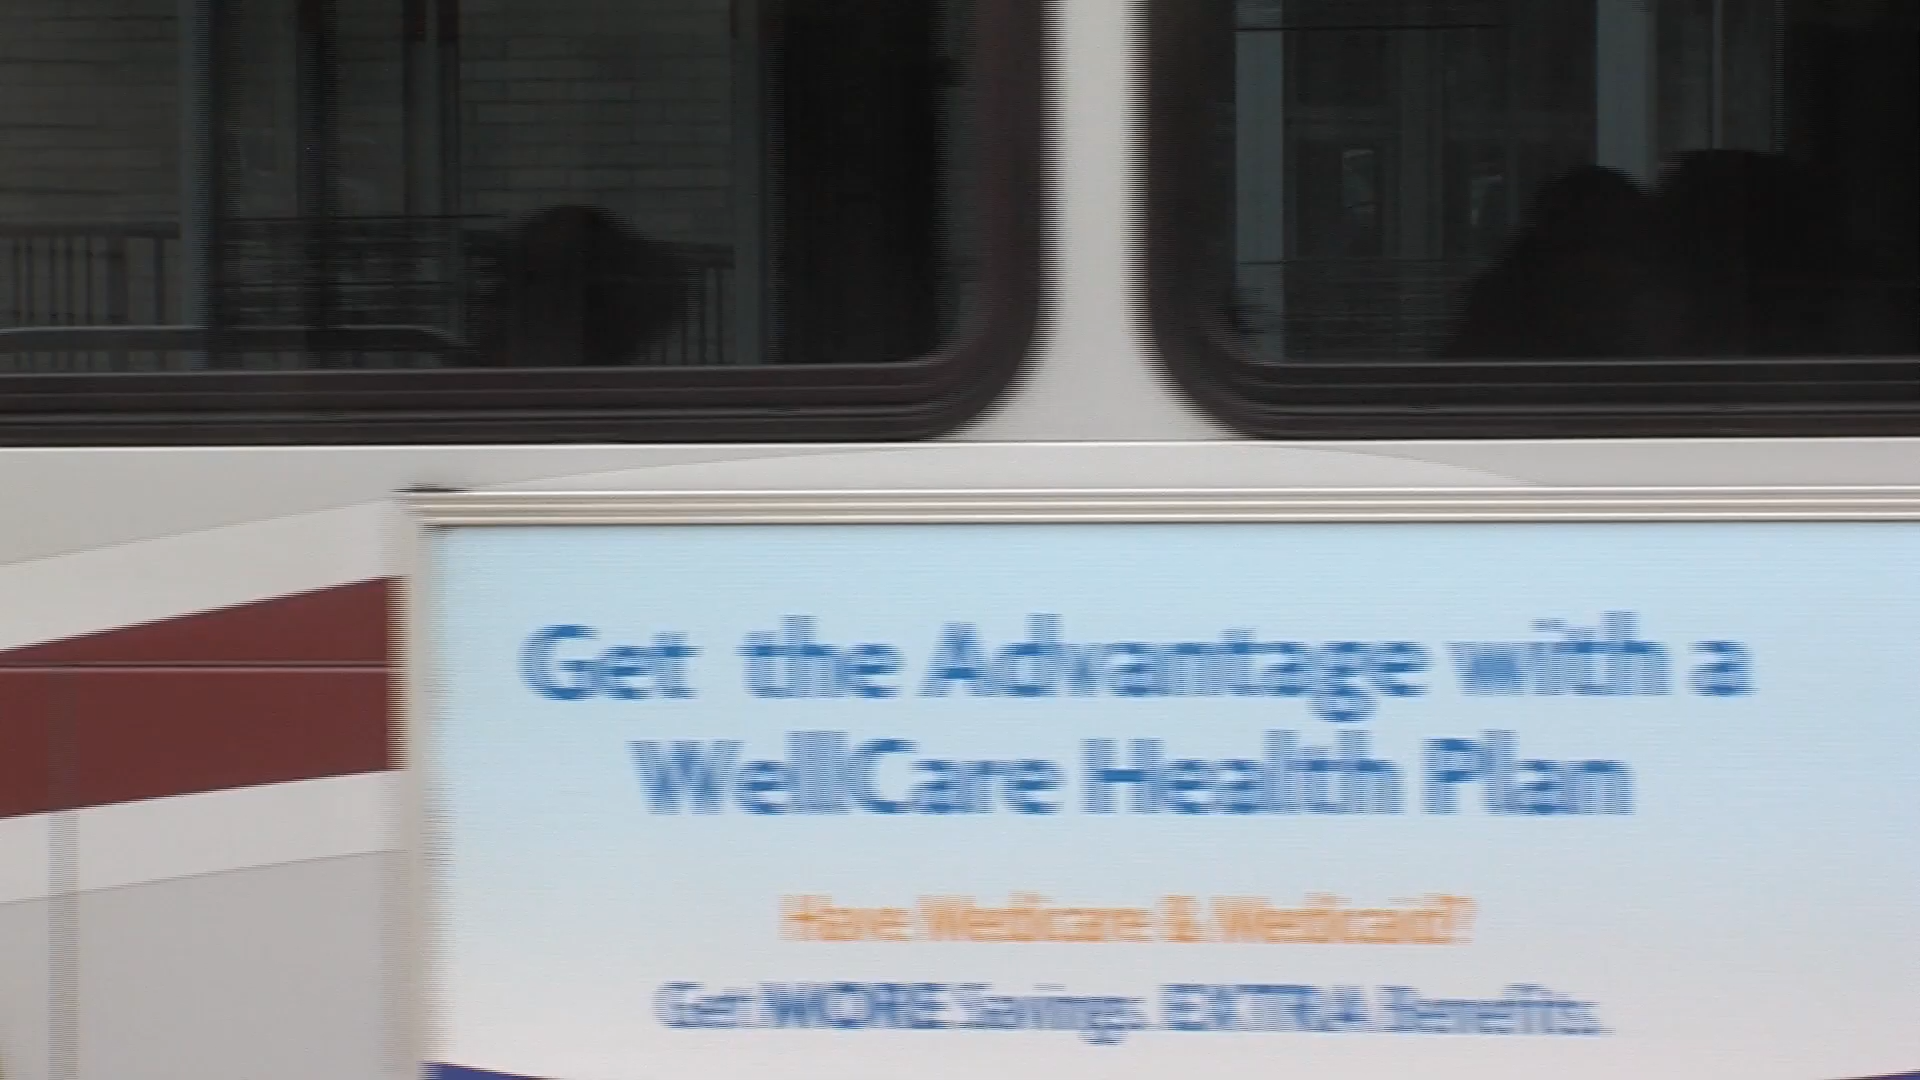 Get the Advantage with a
WellCare Health Plan
Have Medicare & Medicaid?
Get MORE Savings, EXTRA Benefits.